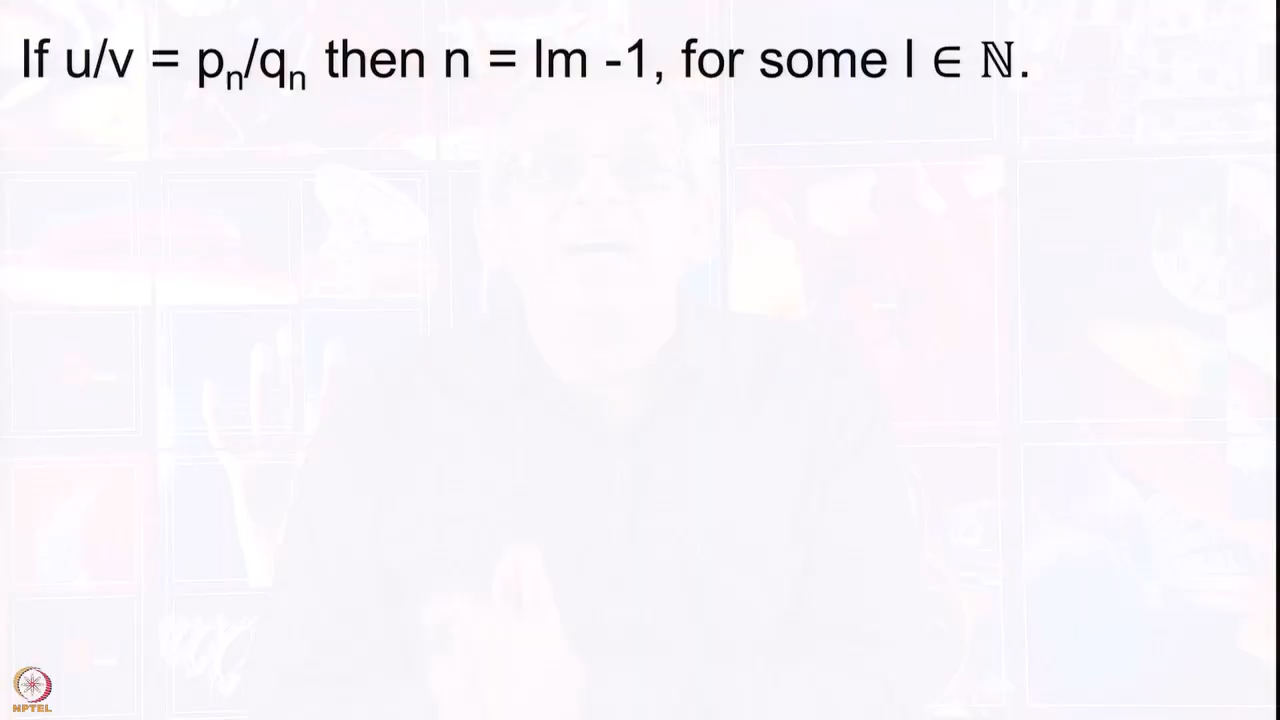 If u/v = pₙ/qₙ then n = lm -1, for some l ∈ ℕ.
NPTEL